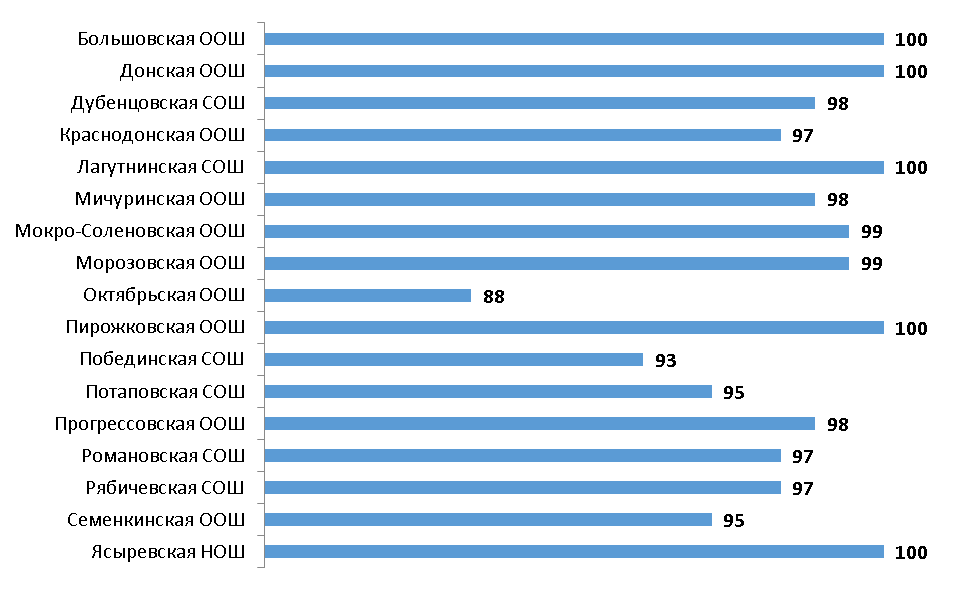 Большовская ООШ 100
Донская ООШ 100
Дубенцовская СОШ 98
Краснодонская ООШ 97
Лагутнинская СОШ 100
Мичуринская ООШ 98
Мокро-Соленовская ООШ 99
Морозовская ООШ 99
Октябрьская ООШ 88
Пирожковская ООШ 100
Побединская СОШ 93
Потаповская СОШ 95
Прогрессовская ООШ 98
Романовская СОШ 97
Рябичевская СОШ 97
Семенкинская ООШ 95
Ясыревская НОШ 100